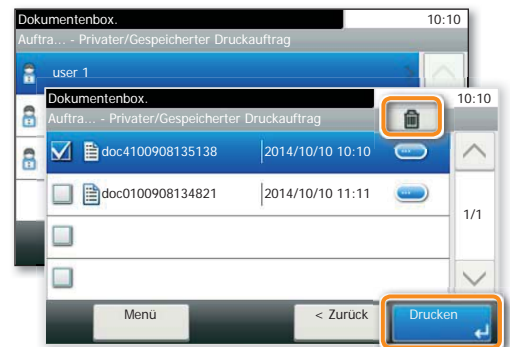 Dokumentenbox. 10:10
Auftra... - Privater/Gespeicherter Druckauftrag
user 1
Dokumentenbox. 10:10
Auftra... - Privater/Gespeicherter Druckauftrag
doc4100908135138 2014/10/10 10:10
doc0100908134821 2014/10/10 11:11
1/1
Menü < Zurück Drucken